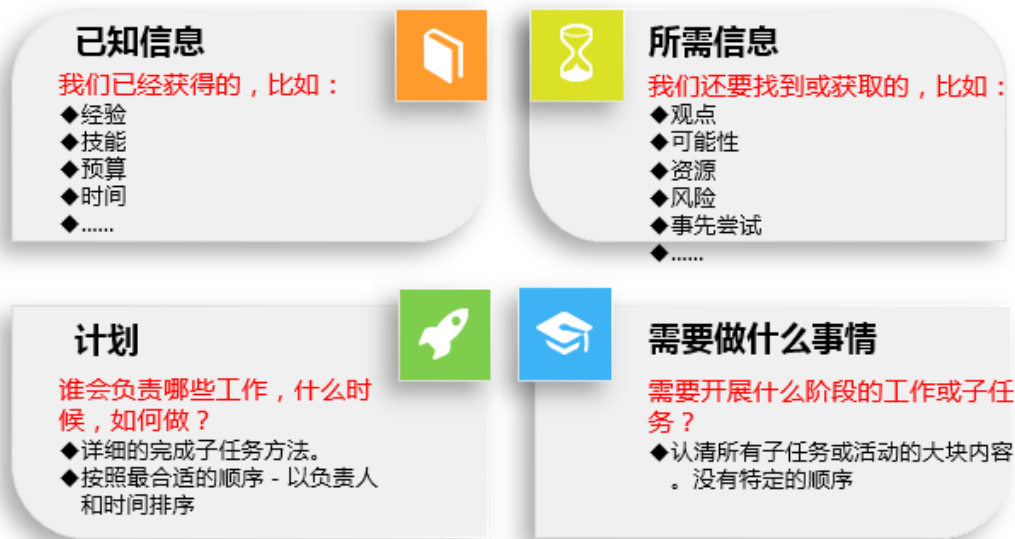 已知信息
我们已经获得的，比如：
◆经验
◆技能
◆预算
◆时间
◆......
所需信息
我们还要找到或获取的，比如：
◆观点
◆可能性
◆资源
◆风险
◆事先尝试
◆......
计划
谁会负责哪些工作，什么时
候，如何做？
◆详细的完成子任务方法。
◆按照最合适的顺序 - 以负责人
和时间排序
需要做什么事情
需要开展什么阶段的工作或子任
务？
◆认清所有子任务或活动的大块内容
。没有特定的顺序